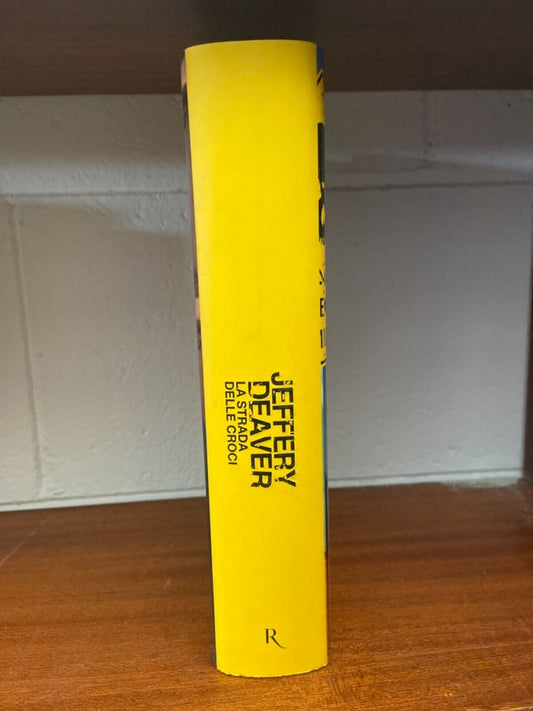 JEFFERY
DEAVER
LA STRADA
DELLE CROCI
R